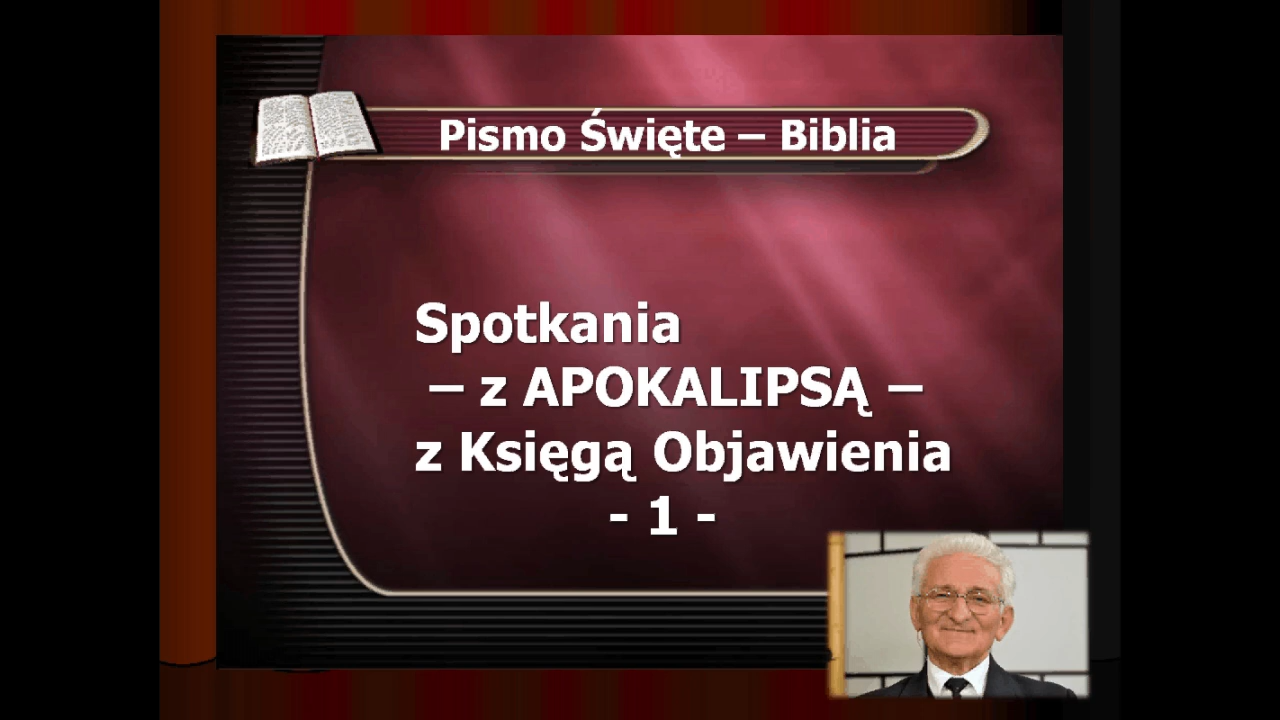 Pismo Święte – Biblia
Spotkania
– z APOKALIPSĄ –
z Księgą Objawienia
- 1 -